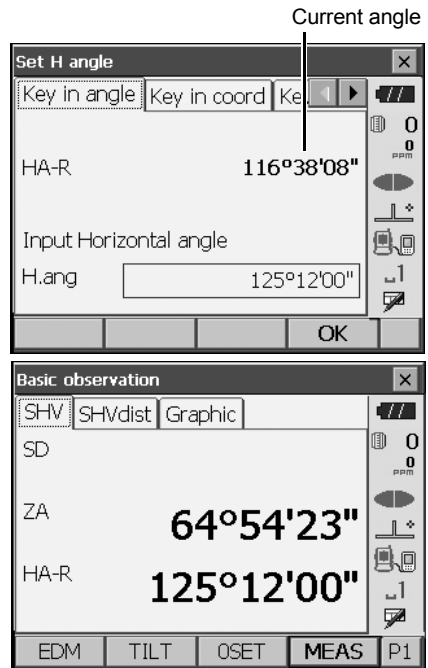 Current angle
Set H angle
Key in angle Key in coord Ke
0
0
PPM
HA-R 116°38'08"
Input Horizontal angle
H.ang 125°12'00"
1
OK
Basic observation
SHV SHVdist Graphic
SD
0
0
PPM
ZA 64°54'23"
HA-R 125°12'00"
1
EDM TILT 0SET MEAS P1